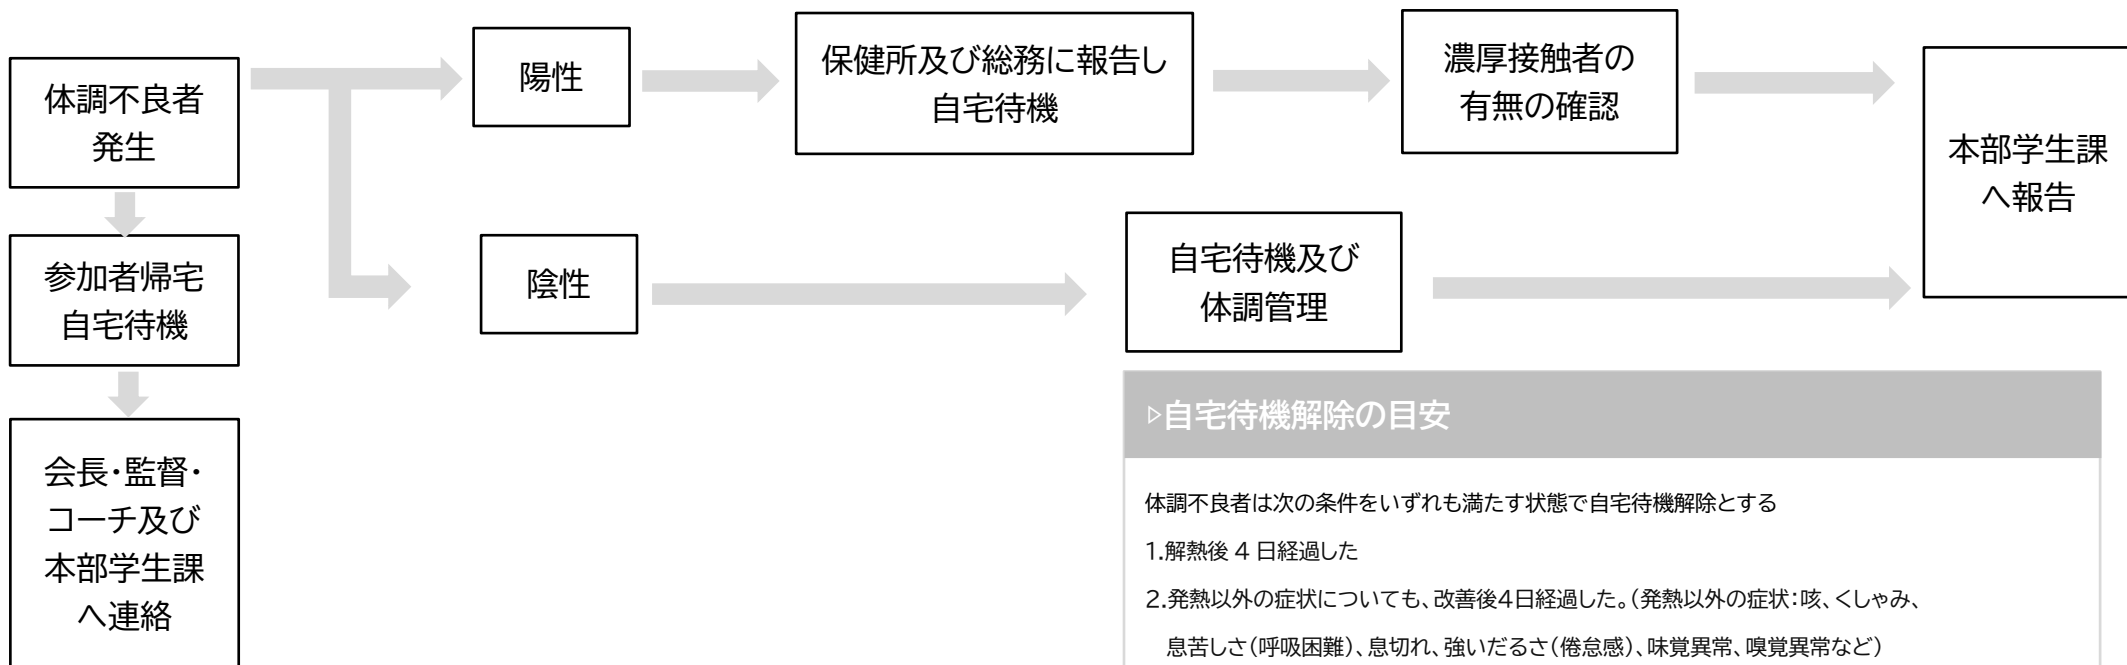 体調不良者
発生
陽性
保健所及び総務に報告し
自宅待機
濃厚接触者の
有無の確認
本部学生課
へ報告
参加者帰宅
自宅待機
陰性
自宅待機及び
体調管理
会長・監督・
コーチ及び
本部学生課
へ連絡
▷自宅待機解除の目安
体調不良者は次の条件をいずれも満たす状態で自宅待機解除とする
1.解熱後 4 日経過した
2.発熱以外の症状についても、改善後4日経過した。(発熱以外の症状:咳、くしゃみ、
息苦しさ(呼吸困難)、息切れ、強いだるさ(倦怠感)、味覚異常、嗅覚異常など)